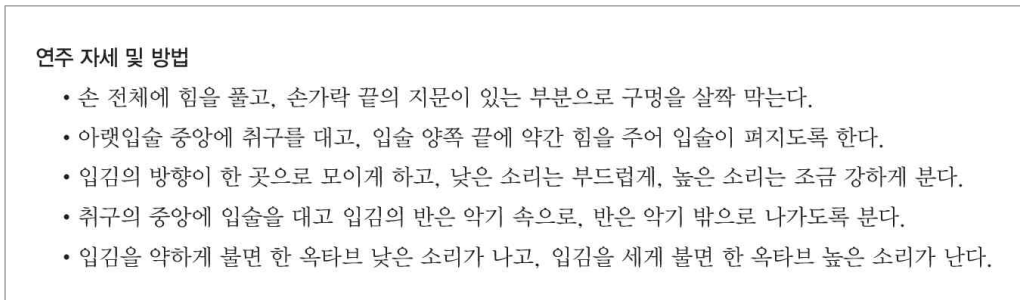 연주 자세 및 방법
• 손 전체에 힘을 풀고, 손가락 끝의 지문이 있는 부분으로 구멍을 살짝 막는다.
• 아랫입술 중앙에 취구를 대고, 입술 양쪽 끝에 약간 힘을 주어 입술이 펴지도록 한다.
• 입김의 방향이 한 곳으로 모이게 하고, 낮은 소리는 부드럽게, 높은 소리는 조금 강하게 분다.
• 취구의 중앙에 입술을 대고 입김의 반은 악기 속으로, 반은 악기 밖으로 나가도록 분다.
• 입김을 약하게 불면 한 옥타브 낮은 소리가 나고, 입김을 세게 불면 한 옥타브 높은 소리가 난다.